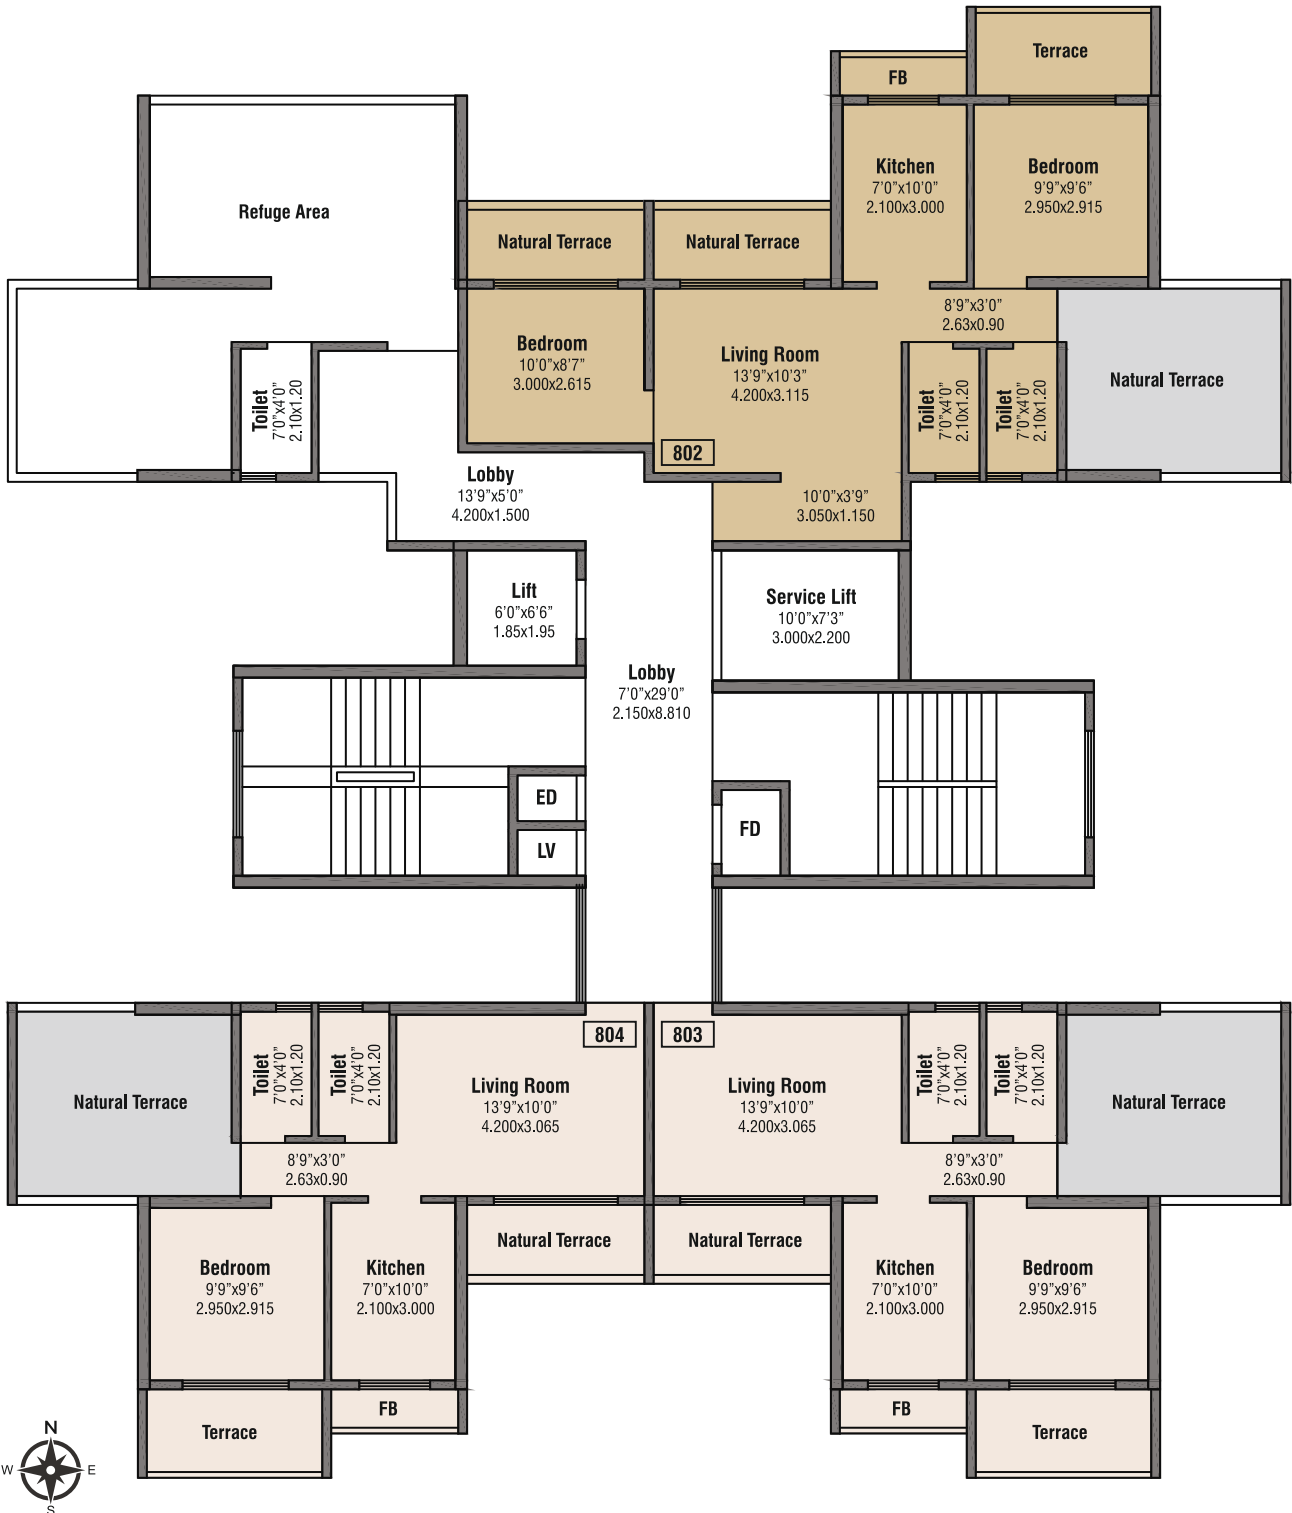 Terrace
FB
Kitchen
7'0"x10'0"
2.100x3.000
Bedroom
9'9"x9'6"
2.950x2.915
Refuge Area
Natural Terrace
Natural Terrace
8'9"x3'0"
2.63x0.90
Bedroom
10'0"x8'7"
3.000x2.615
Living Room
13'9"x10'3"
4.200x3.115
Natural Terrace
Toilet
7'0"x4'0"
2.10x1.20
Toilet
7'0"x4'0"
2.10x1.20
Toilet
7'0"x4'0"
2.10x1.20
802
Lobby
13'9"x5'0"
4.200x1.500
10'0"x3'9"
3.050x1.150
Lift
6'0"x6'6"
1.85x1.95
Service Lift
10'0"x7'3"
3.000x2.200
Lobby
7'0"x29'0"
2.150x8.810
ED
LV
FD
804
803
Natural Terrace
Toilet
7'0"x4'0"
2.10x1.20
Toilet
7'0"x4'0"
2.10x1.20
Living Room
13'9"x10'0"
4.200x3.065
Living Room
13'9"x10'0"
4.200x3.065
Toilet
7'0"x4'0"
2.10x1.20
Toilet
7'0"x4'0"
2.10x1.20
Natural Terrace
8'9"x3'0"
2.63x0.90
8'9"x3'0"
2.63x0.90
Natural Terrace
Natural Terrace
Bedroom
9'9"x9'6"
2.950x2.915
Kitchen
7'0"x10'0"
2.100x3.000
Kitchen
7'0"x10'0"
2.100x3.000
Bedroom
9'9"x9'6"
2.950x2.915
Terrace
FB
FB
Terrace
N
W E
S